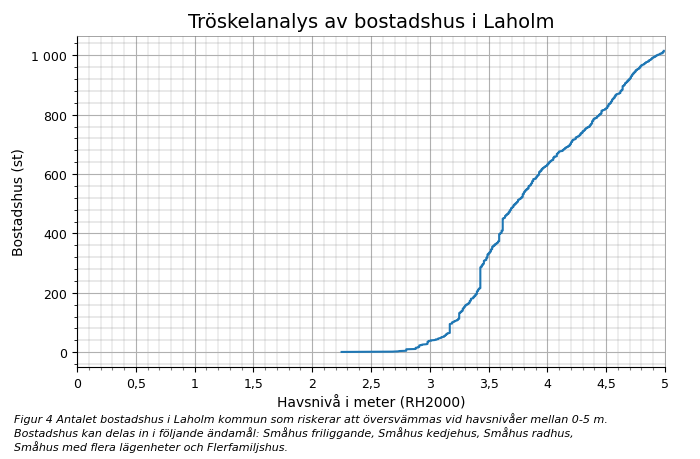 Tröskelanalys av bostadshus i Laholm
Bostadshus (st)
1 000
800
600
400
200
0
0 0,5 1 1,5 2 2,5 3 3,5 4 4,5 5
Havsnivå i meter (RH2000)
Figur 4 Antalet bostadshus i Laholm kommun som riskerar att översvämmas vid havsnivåer mellan 0-5 m.
Bostadshus kan delas in i följande ändamål: Småhus friliggande, Småhus kedjehus, Småhus radhus,
Småhus med flera lägenheter och Flerfamiljshus.